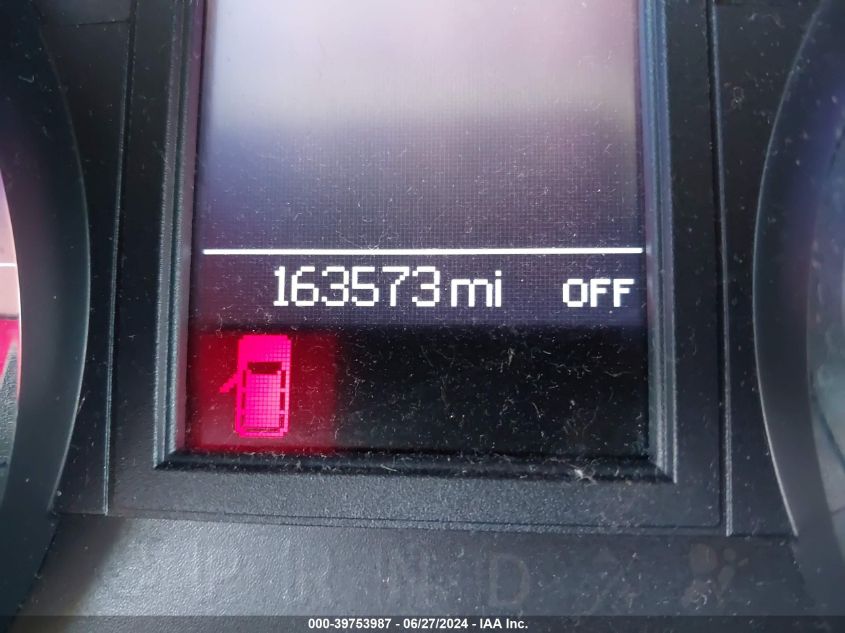 163573 mi OFF
P R N D
000-39753987 - 06/27/2024 - IAA Inc.